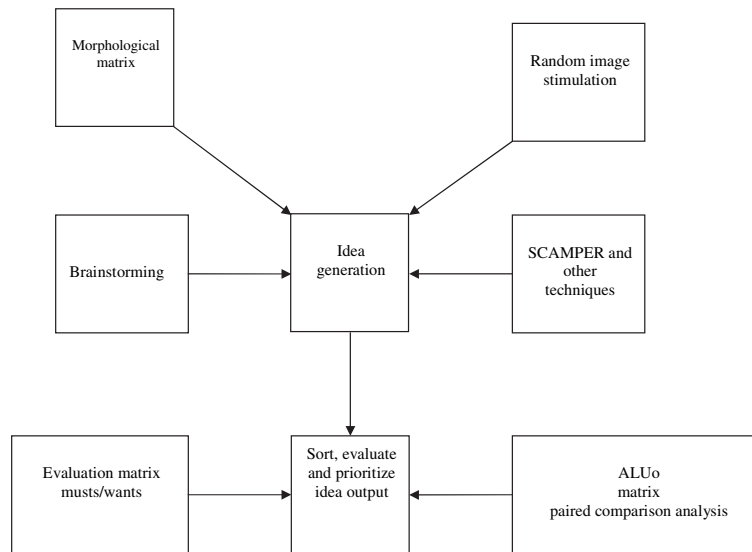 Morphological
matrix
Random image
stimulation
Brainstorming
Idea
generation
SCAMPER and
other
techniques
Evaluation matrix
musts/wants
Sort, evaluate
and prioritize
idea output
ALUo
matrix
paired comparison analysis